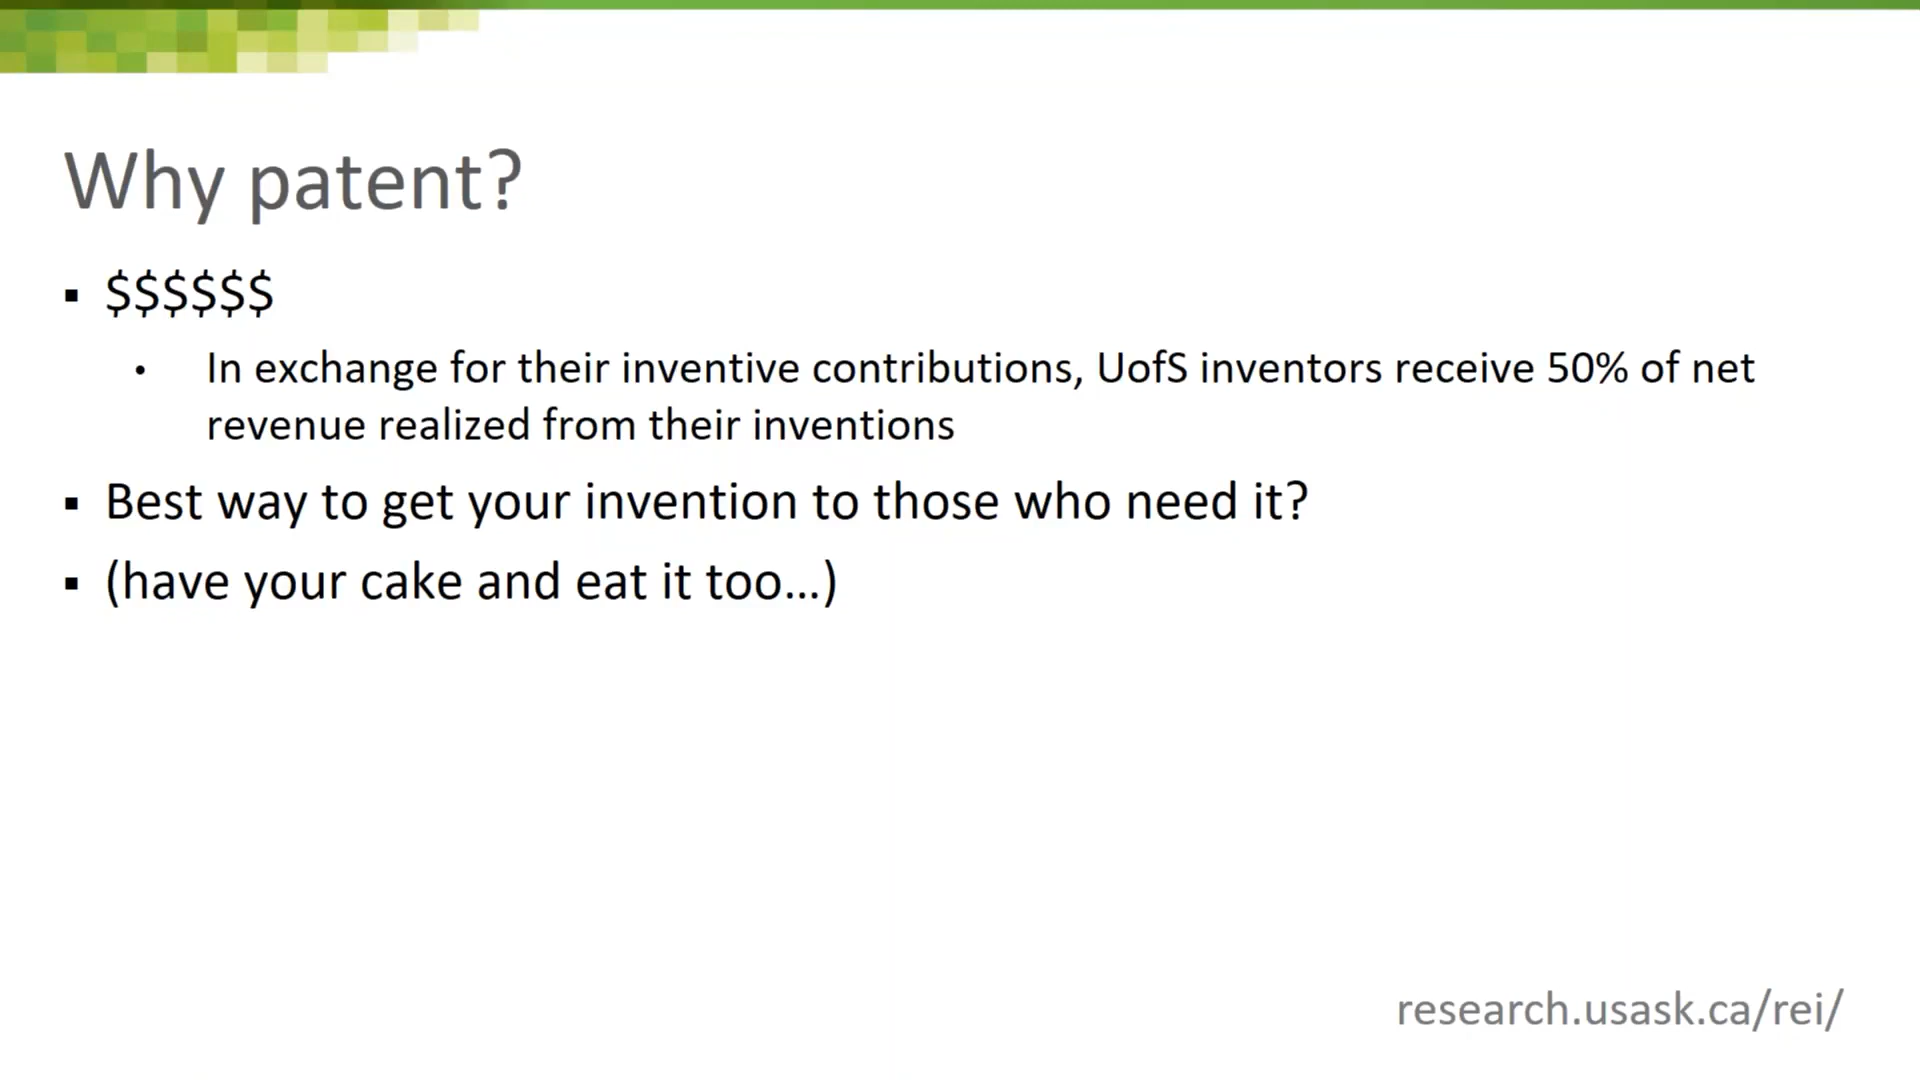 Why patent?
▪ $$$$$$
• In exchange for their inventive contributions, UofS inventors receive 50% of net
revenue realized from their inventions
▪ Best way to get your invention to those who need it?
▪ (have your cake and eat it too…)
research.usask.ca/rei/